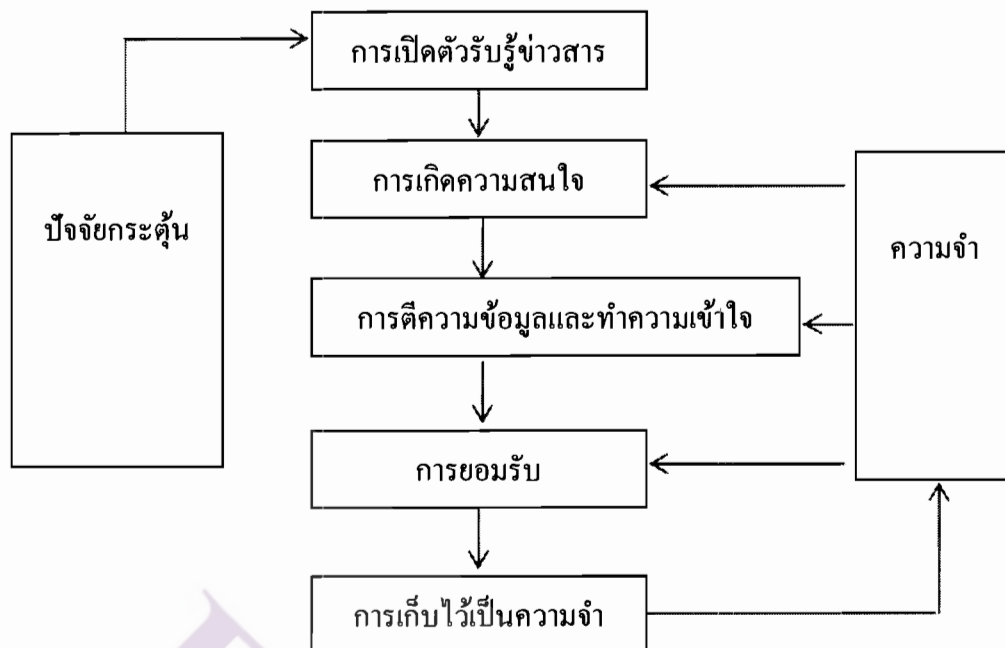 การเปิดตัวรับรู้ข่าวสาร
การเกิดความสนใจ
ปัจจัยกระตุ้น
ความจำ
การตีความข้อมูลและทำความเข้าใจ
การยอมรับ
การเก็บไว้เป็นความจำ